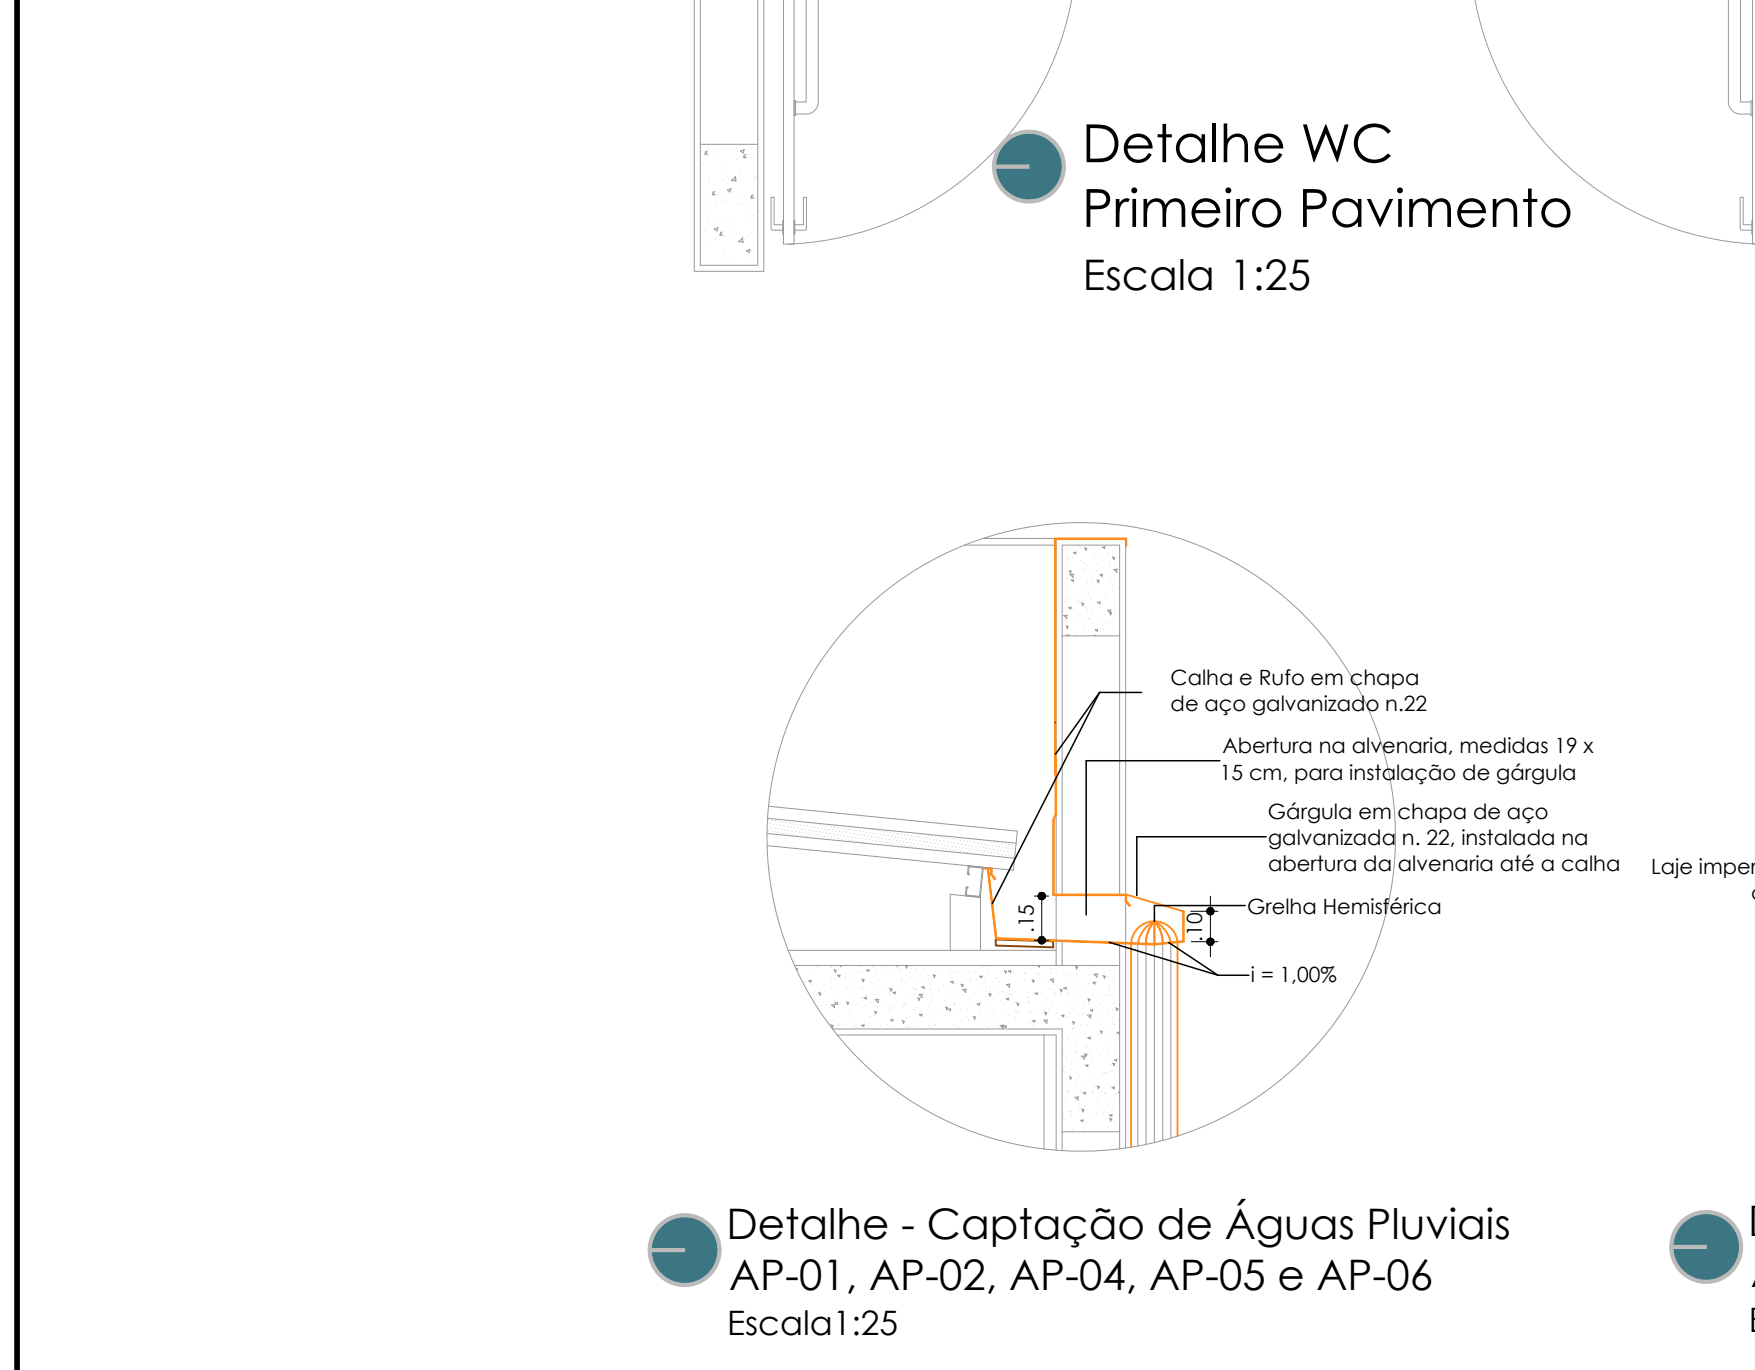 Detalhe WC
Primeiro Pavimento
Escala 1:25
Calha e Rufo em chapa
de aço galvanizado n.22
Abertura na alvenaria, medidas 19 x
15 cm, para instalação de gárgula
Gárgula em chapa de aço
galvanizada n. 22, instalada na
abertura da alvenaria até a calha
Laje imper
Grelha Hemisférica
.15
.10
i = 1,00%
Detalhe - Captação de Águas Pluviais
AP-01, AP-02, AP-04, AP-05 e AP-06
Escala1:25